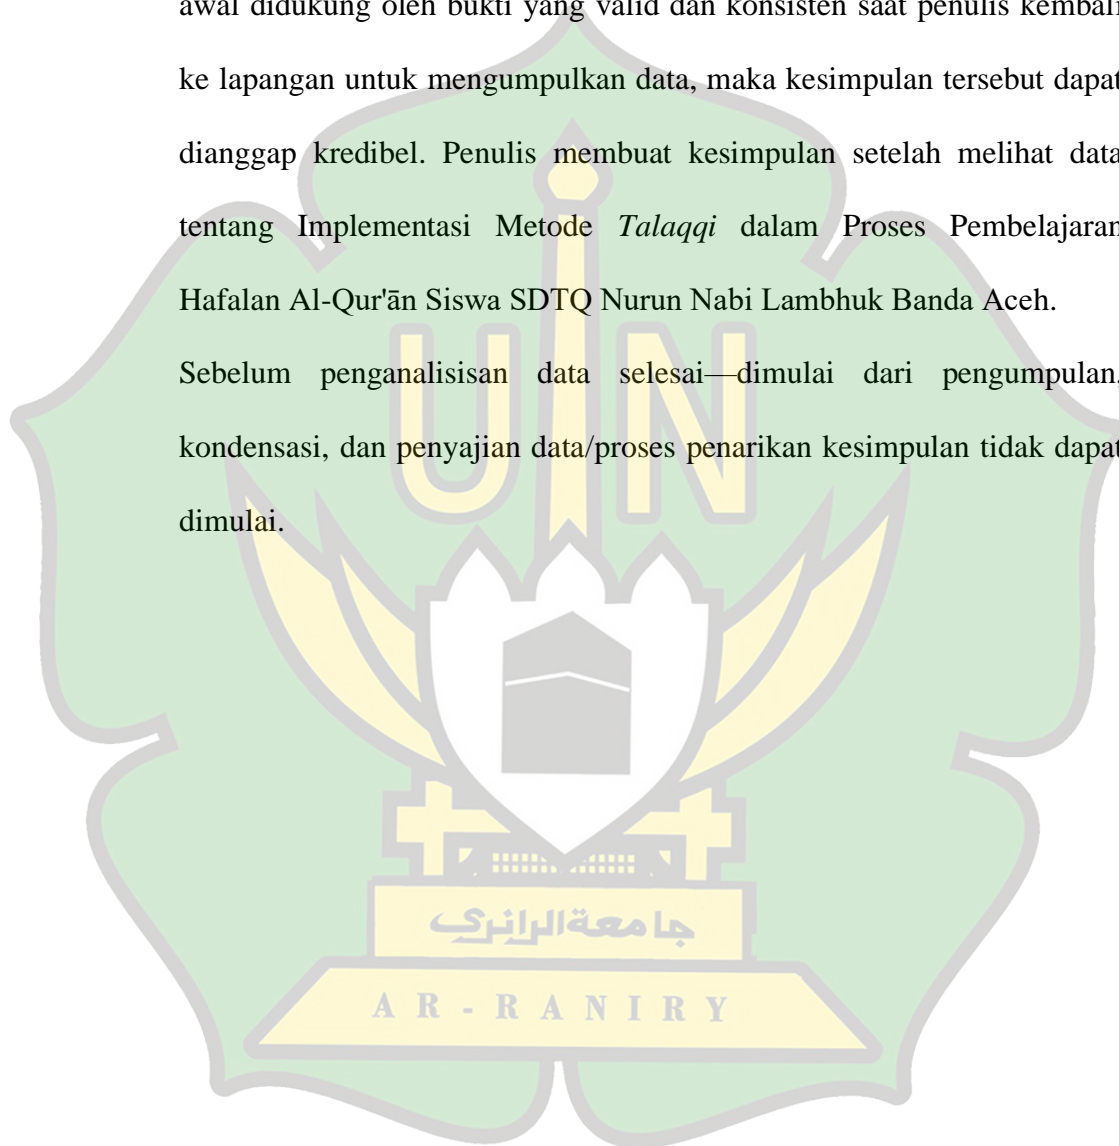 awal didukung oleh bukti yang valid dan konsisten saat penulis kembali
ke lapangan untuk mengumpulkan data, maka kesimpulan tersebut dapat
dianggap kredibel. Penulis membuat kesimpulan setelah melihat data
tentang Implementasi Metode Talaqqi dalam Proses Pembelajaran
Hafalan Al-Qur'ān Siswa SDTQ Nurun Nabi Lambhuk Banda Aceh.
Sebelum penganalisisan data selesai—dimulai dari pengumpulan,
kondensasi, dan penyajian data/proses penarikan kesimpulan tidak dapat
dimulai.
UIN
جامعة الرانري
AR-RANIRY